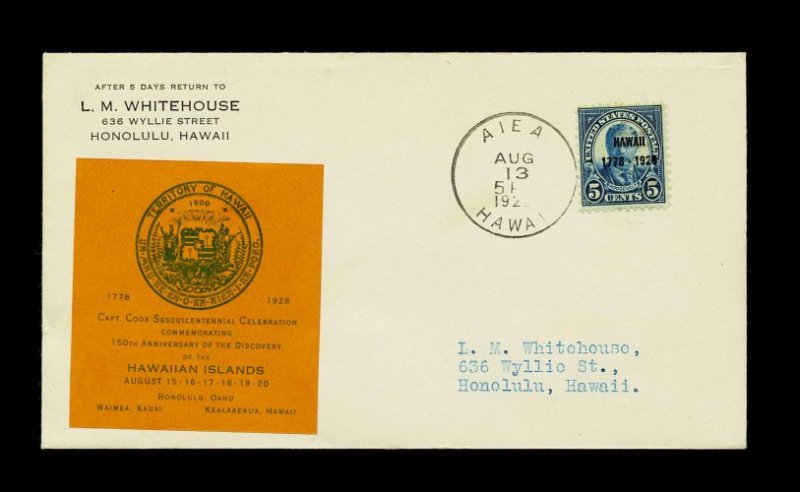 AFTER 5 DAYS RETURN TO
L. M. WHITEHOUSE
636 WYLLIE STREET
HONOLULU, HAWAII
AIEA
AUG
13
192
HAWAII
UNITED STATES POSTAGE
HAWAII
1778 - 1928
ROOSEVELT
5 CENTS 5
TERRITORY OF HAWAII
1900
1778 1928
CAPT. COOK SESQUICENTENNIAL CELEBRATION
COMMEMORATING
150TH ANNIVERSARY OF THE DISCOVERY
OF THE
HAWAIIAN ISLANDS
AUGUST 15-16-17-18-19-20
HONOLULU, OAHU
WAIMEA, KAUAI KEALAKEKUA, HAWAII
L. M. Whitehouse,
636 Wyllie St.,
Honolulu, Hawaii.